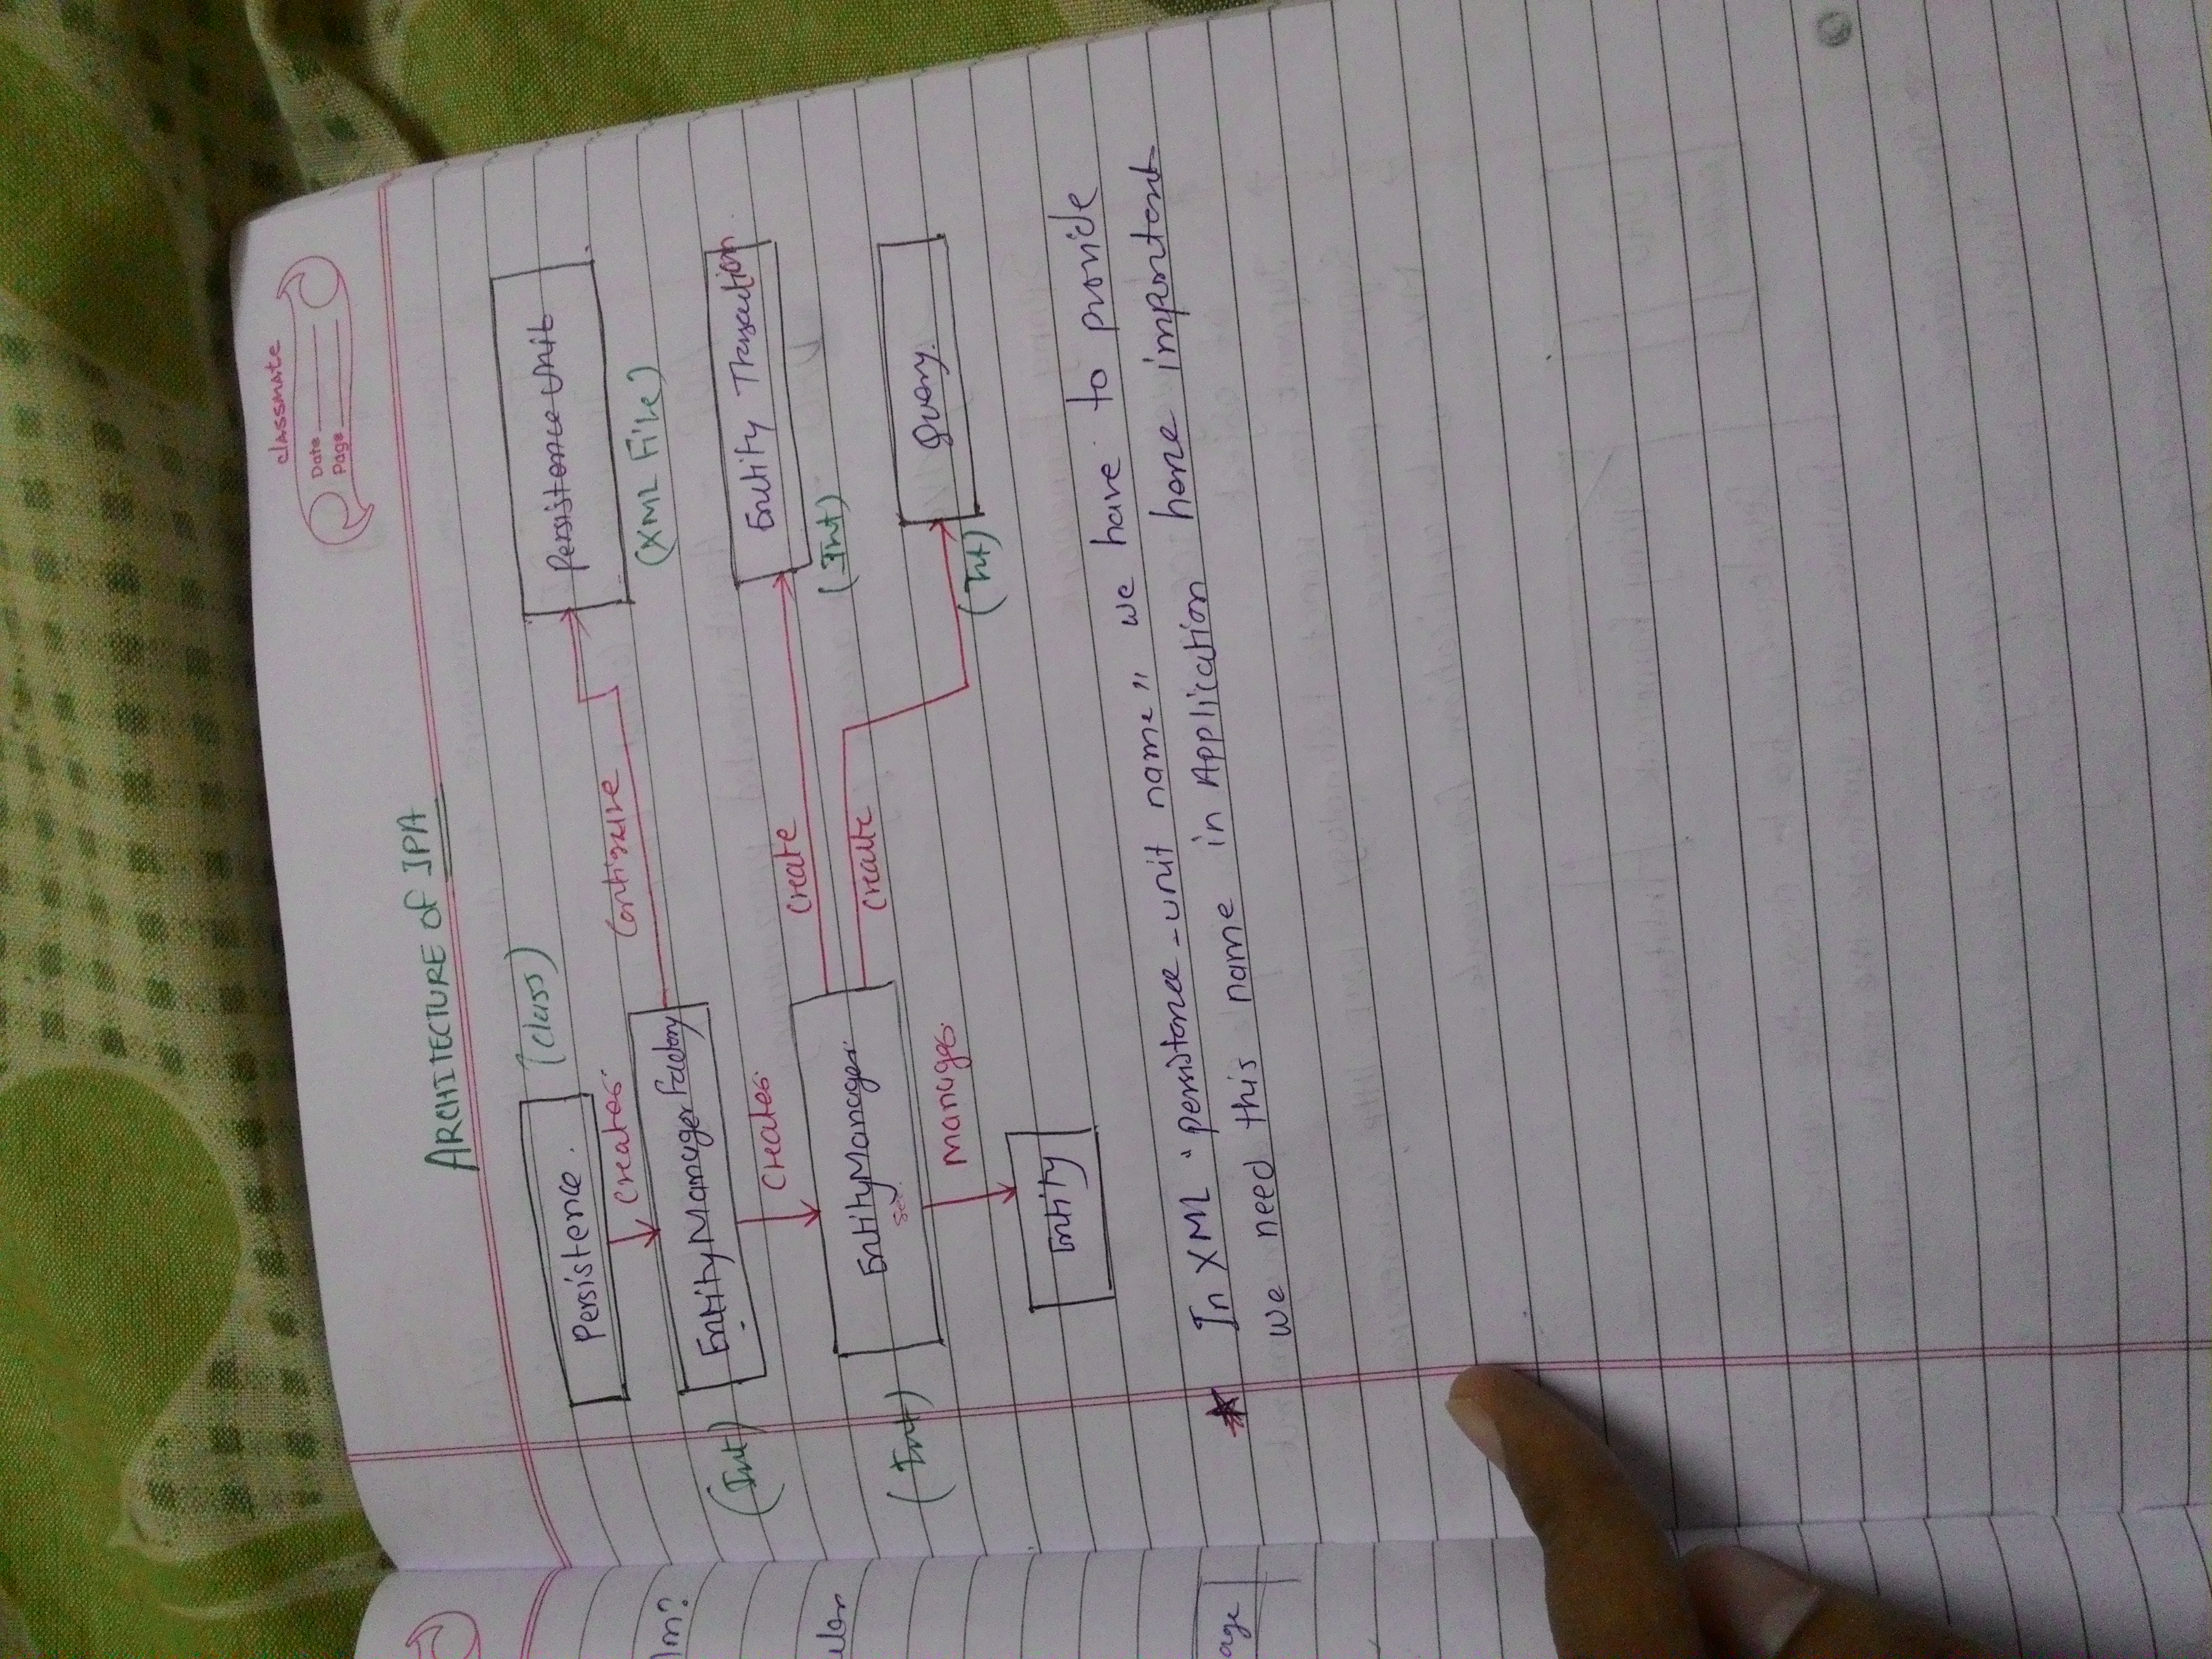 classmate
Date
Page
ARCHITECTURE of JPA
Persistence.
(class)
Persistence Unit
creates
Configure
(XML File)
(Int)
EntityManager Factory
Creates
Entity Transaction
create
(Int)
(Int)
EntityManager
create
Query.
(Int)
Manages
Entity
In XML "persistance-unit name" we have to provide
we need this name in Application here important
lm?
age